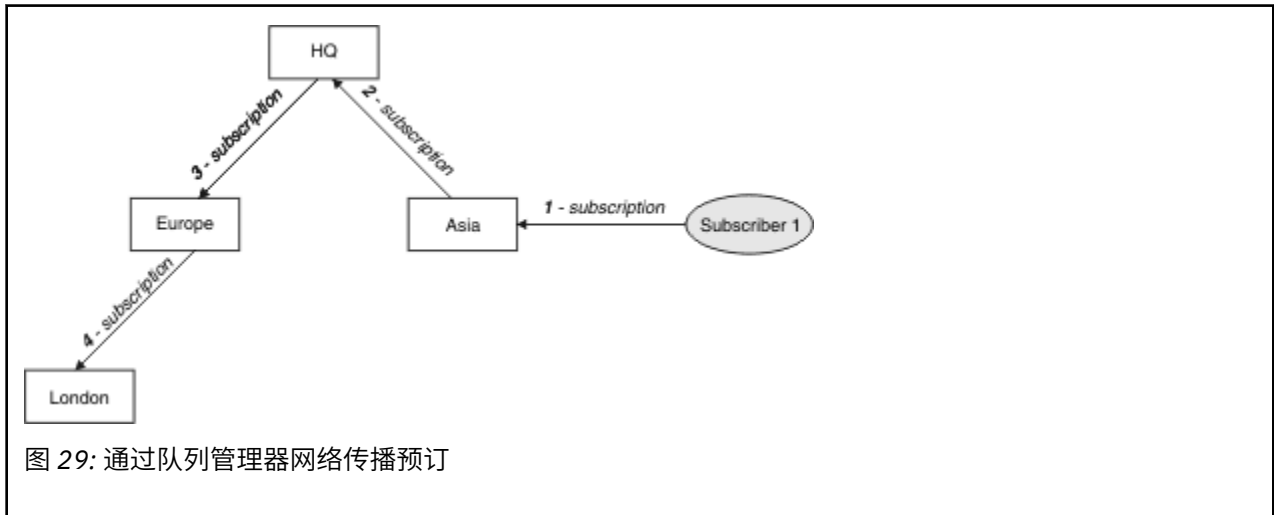 HQ
3 - subscription
2 - subscription
Europe
Asia
1 - subscription
Subscriber 1
4 - subscription
London
图 29: 通过队列管理器网络传播预订